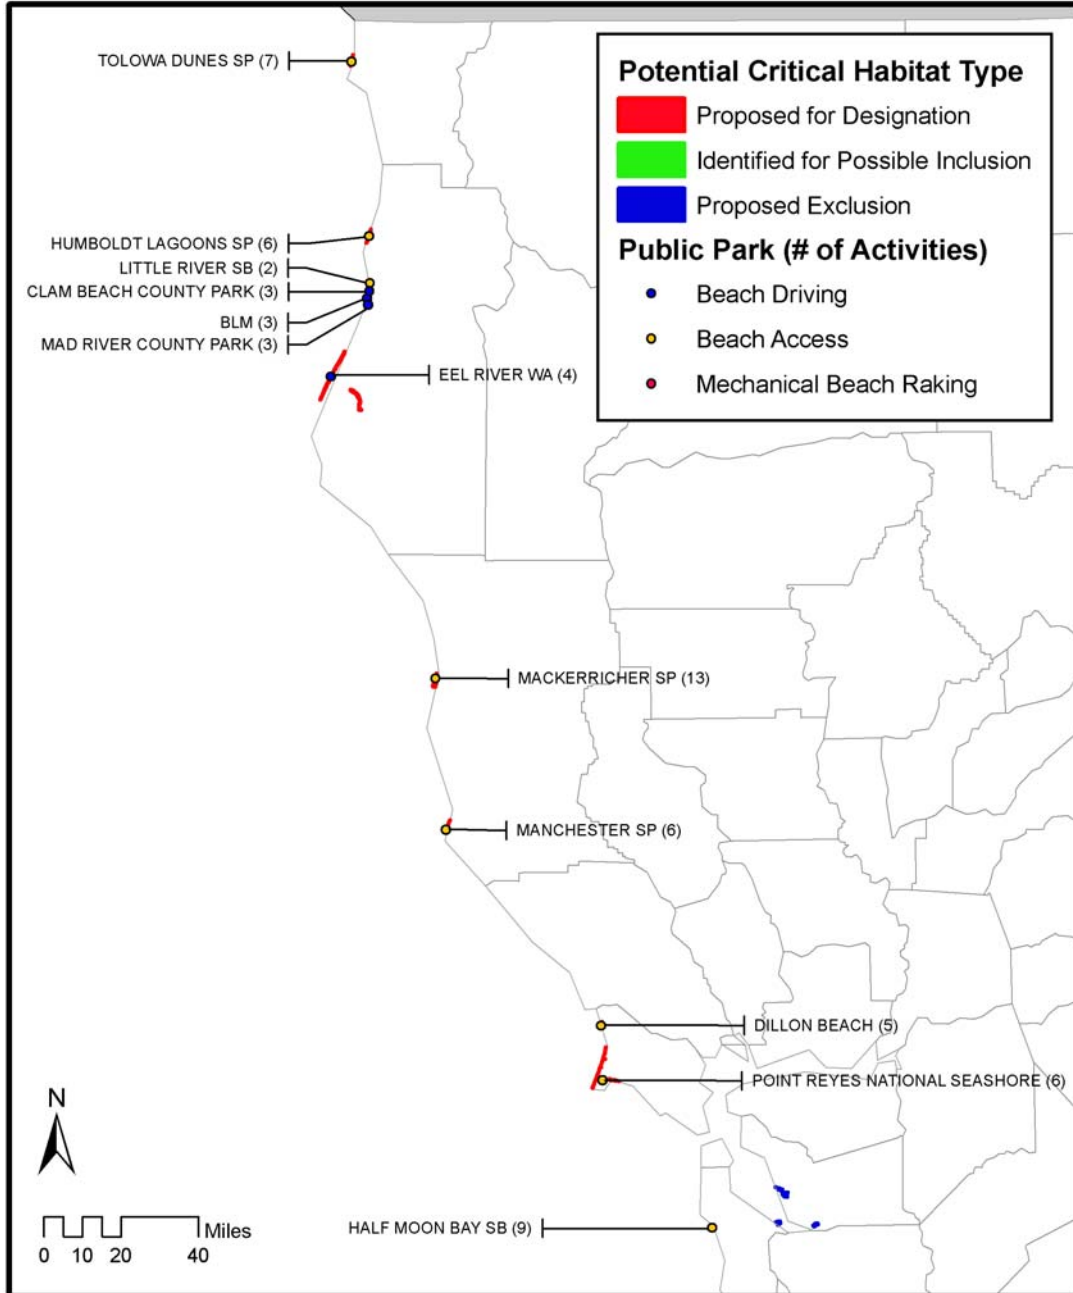 TOLOWA DUNES SP (7)
Potential Critical Habitat Type
Proposed for Designation
Identified for Possible Inclusion
Proposed Exclusion
Public Park (# of Activities)
Beach Driving
Beach Access
Mechanical Beach Raking
HUMBOLDT LAGOONS SP (6)
LITTLE RIVER SB (2)
CLAM BEACH COUNTY PARK (3)
BLM (3)
MAD RIVER COUNTY PARK (3)
EEL RIVER WA (4)
MACKERRICHER SP (13)
MANCHESTER SP (6)
DILLON BEACH (5)
POINT REYES NATIONAL SEASHORE (6)
N
HALF MOON BAY SB (9)
Miles
0 10 20 40